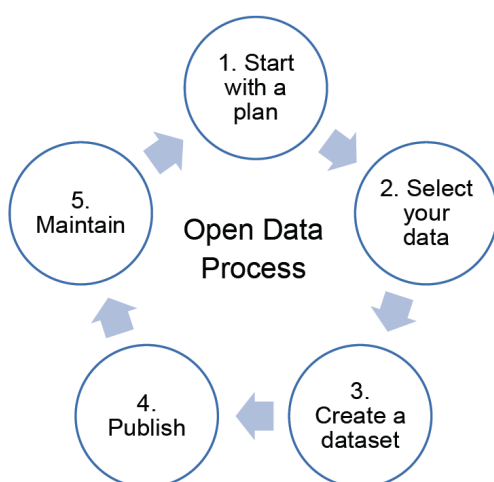 1. Start
with a
plan
2. Select
your
data
3.
Create a
dataset
4.
Publish
5.
Maintain
Open Data
Process